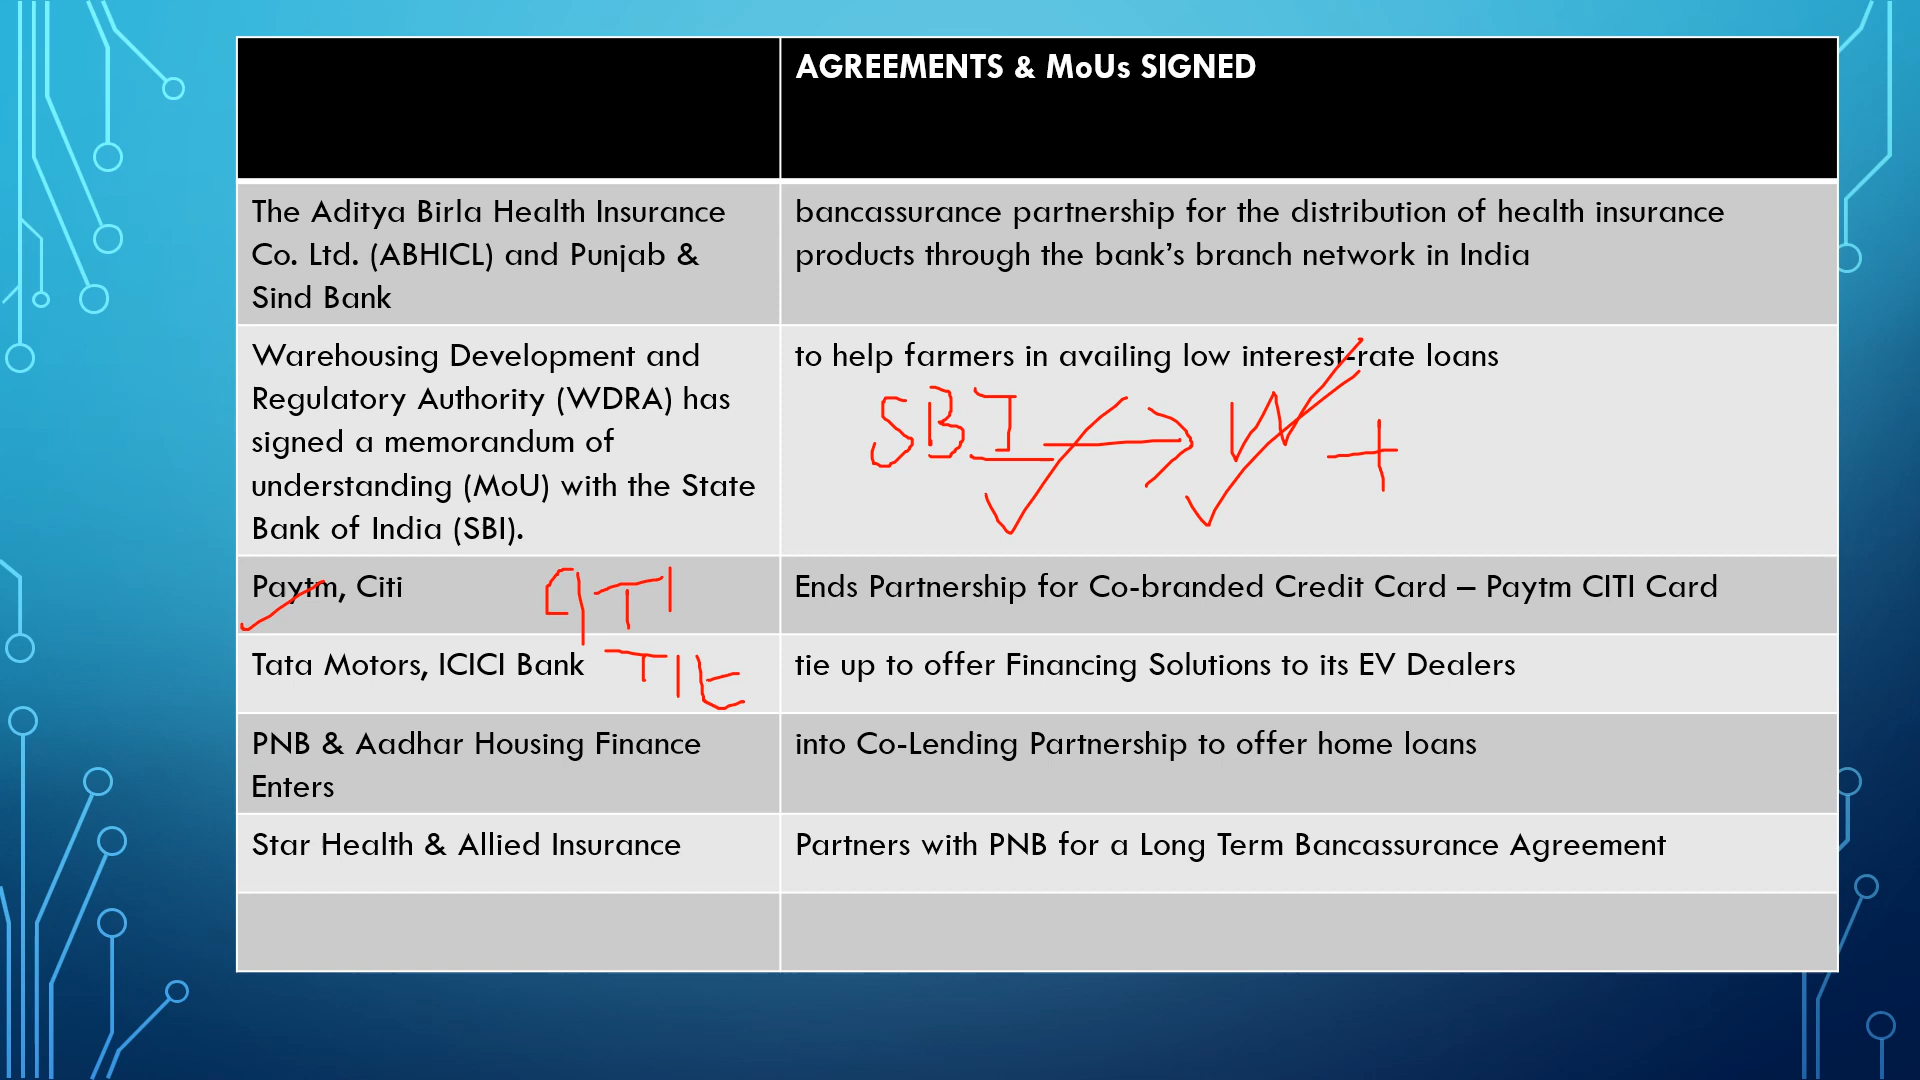 AGREEMENTS & MoUs SIGNED
The Aditya Birla Health Insurance
Co. Ltd. (ABHICL) and Punjab &
Sind Bank
bancassurance partnership for the distribution of health insurance
products through the bank’s branch network in India
Warehousing Development and
Regulatory Authority (WDRA) has
signed a memorandum of
understanding (MoU) with the State
Bank of India (SBI).
to help farmers in availing low interest-rate loans
SBI W +
Paytm, Citi
CITI
Ends Partnership for Co-branded Credit Card – Paytm CITI Card
Tata Motors, ICICI Bank
TIE
tie up to offer Financing Solutions to its EV Dealers
PNB & Aadhar Housing Finance
Enters
into Co-Lending Partnership to offer home loans
Star Health & Allied Insurance
Partners with PNB for a Long Term Bancassurance Agreement